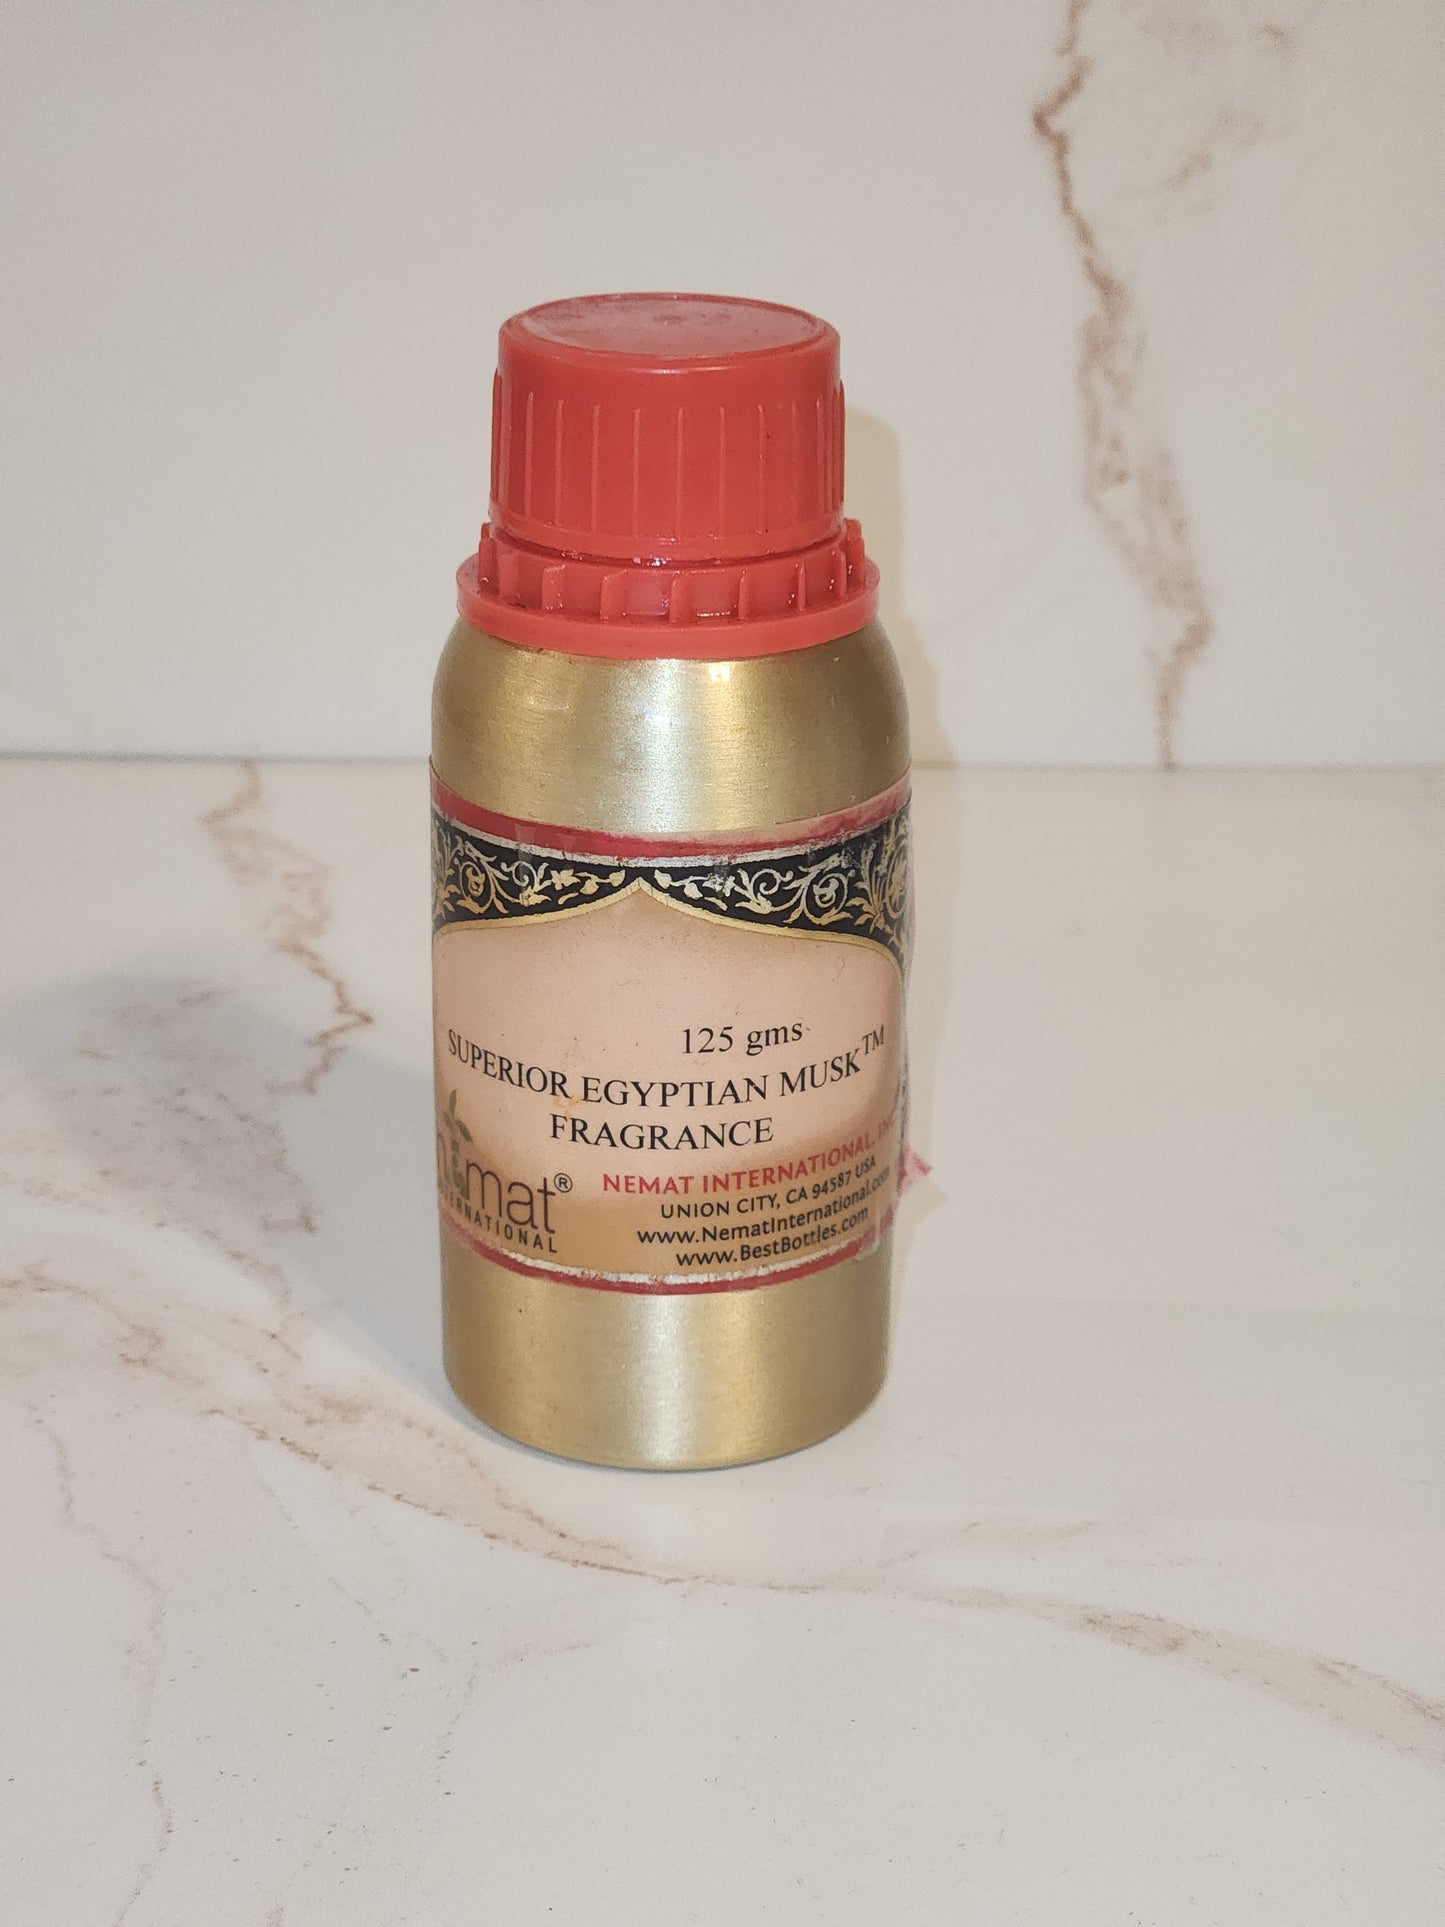 125 gms
SUPERIOR EGYPTIAN MUSK™
FRAGRANCE
nemat®
INTERNATIONAL
NEMAT INTERNATIONAL,
UNION CITY, CA 94587 USA
www.NematInternational.com
www.BestBottles.com